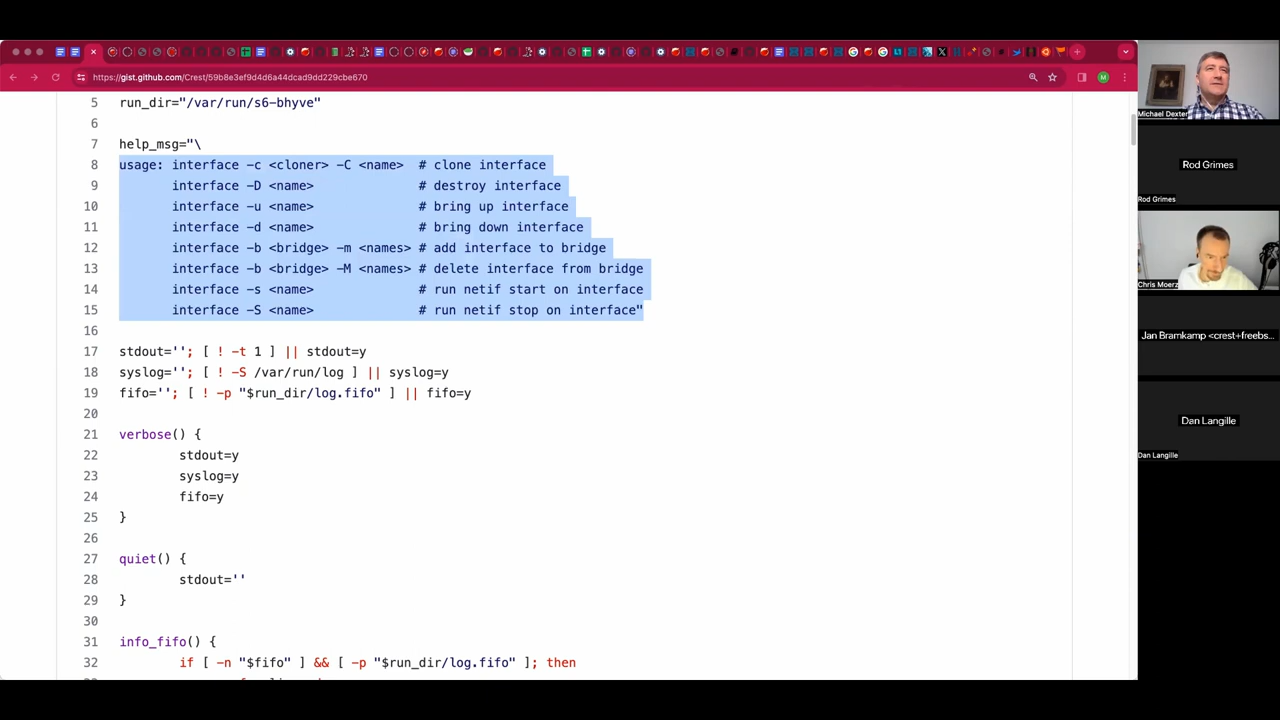 https://gist.github.com/Crest/59b8e3ef9d4d6a44dcad9dd229cbe670
M
5 run_dir="/var/run/s6-bhyve"
6
7 help_msg="\
8 usage: interface -c <cloner> -C <name> # clone interface
9 interface -D <name> # destroy interface
10 interface -u <name> # bring up interface
11 interface -d <name> # bring down interface
12 interface -b <bridge> -m <names> # add interface to bridge
13 interface -b <bridge> -M <names> # delete interface from bridge
14 interface -s <name> # run netif start on interface
15 interface -S <name> # run netif stop on interface"
16
17 stdout=''; [ ! -t 1 ] || stdout=y
18 syslog=''; [ ! -S /var/run/log ] || syslog=y
19 fifo=''; [ ! -p "$run_dir/log.fifo" ] || fifo=y
20
21 verbose() {
22 stdout=y
23 syslog=y
24 fifo=y
25 }
26
27 quiet() {
28 stdout=''
29 }
30
31 info_fifo() {
32 if [ -n "$fifo" ] && [ -p "$run_dir/log.fifo" ]; then
Michael Dexter
Rod Grimes
Rod Grimes
Chris Moerz
Jan Bramkamp <crest+freebs...
Dan Langille
Dan Langille